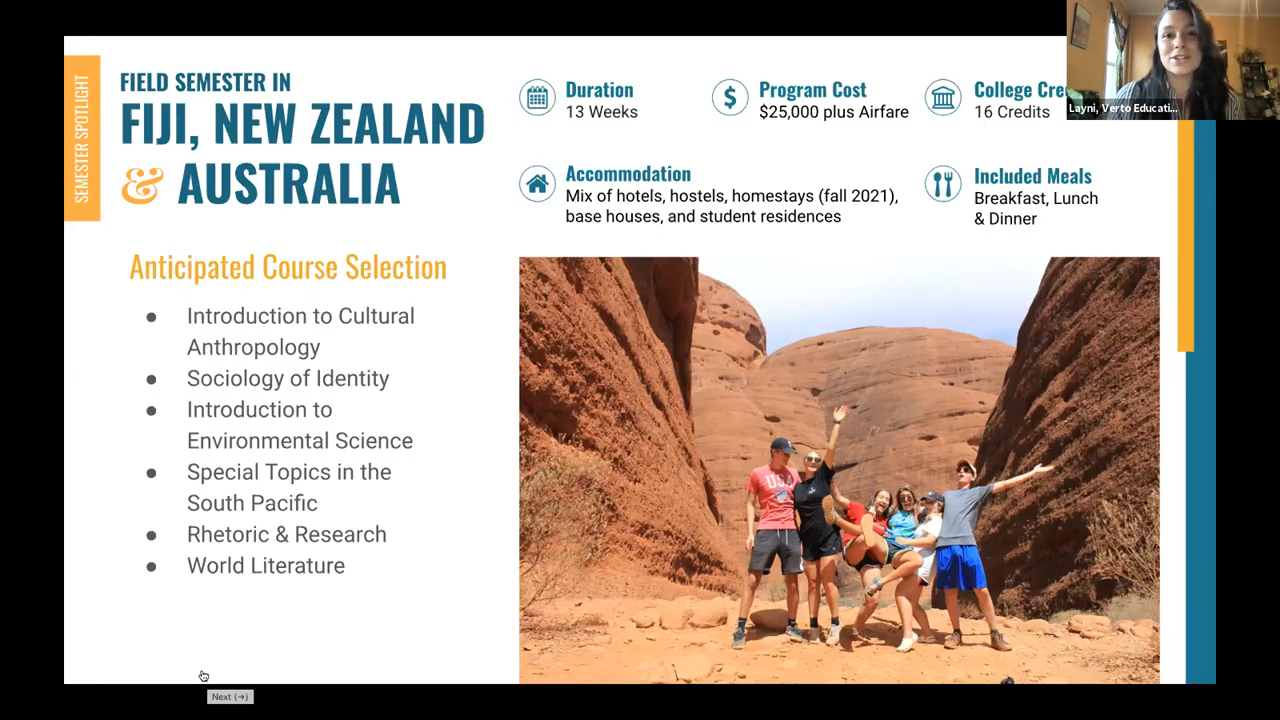 SEMESTER SPOTLIGHT
FIELD SEMESTER IN
FIJI, NEW ZEALAND
& AUSTRALIA
Duration
13 Weeks
$
Program Cost
$25,000 plus Airfare
College Cre
16 Credits
Layni, Verto Educati...
Accommodation
Mix of hotels, hostels, homestays (fall 2021),
base houses, and student residences
Included Meals
Breakfast, Lunch
& Dinner
Anticipated Course Selection
● Introduction to Cultural
Anthropology
● Sociology of Identity
● Introduction to
Environmental Science
● Special Topics in the
South Pacific
● Rhetoric & Research
● World Literature
USA
Next (→)